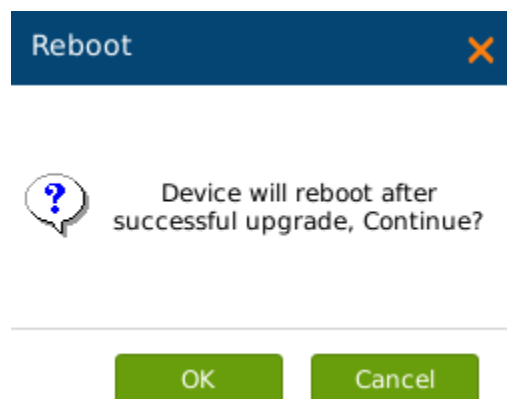 Reboot
Device will reboot after
successful upgrade, Continue?
OK
Cancel